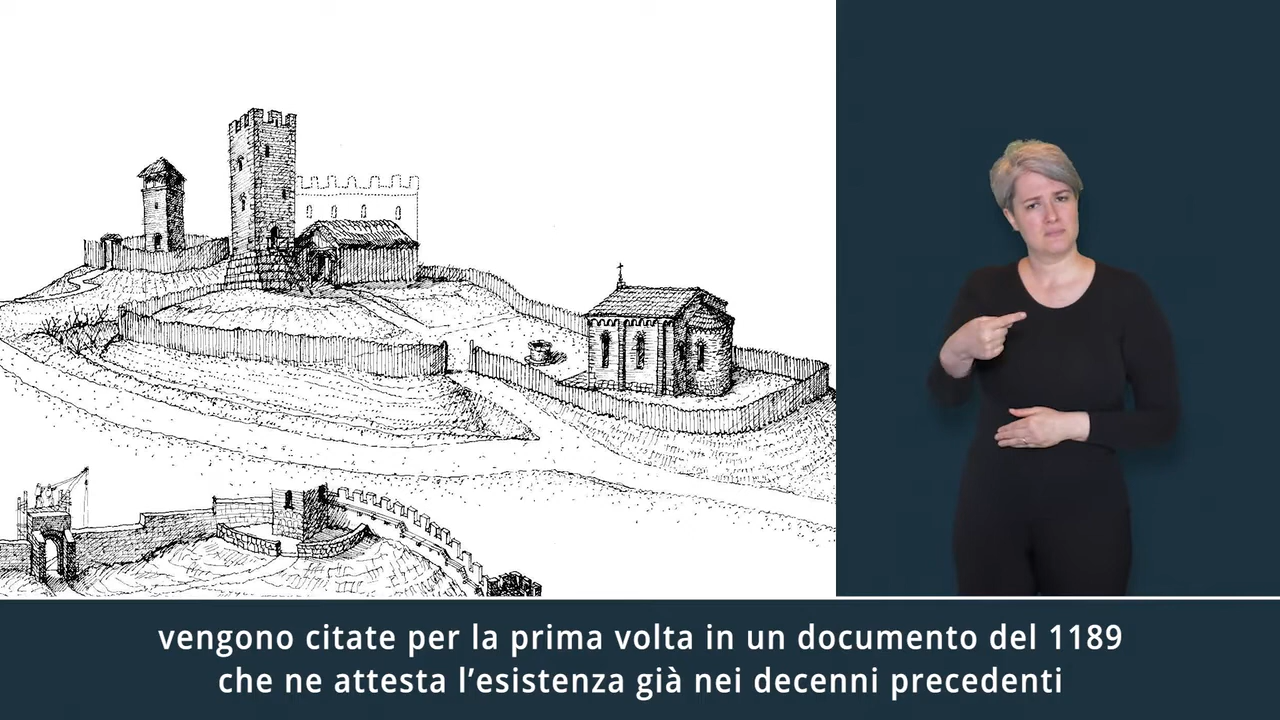 vengono citate per la prima volta in un documento del 1189
che ne attesta l’esistenza già nei decenni precedenti